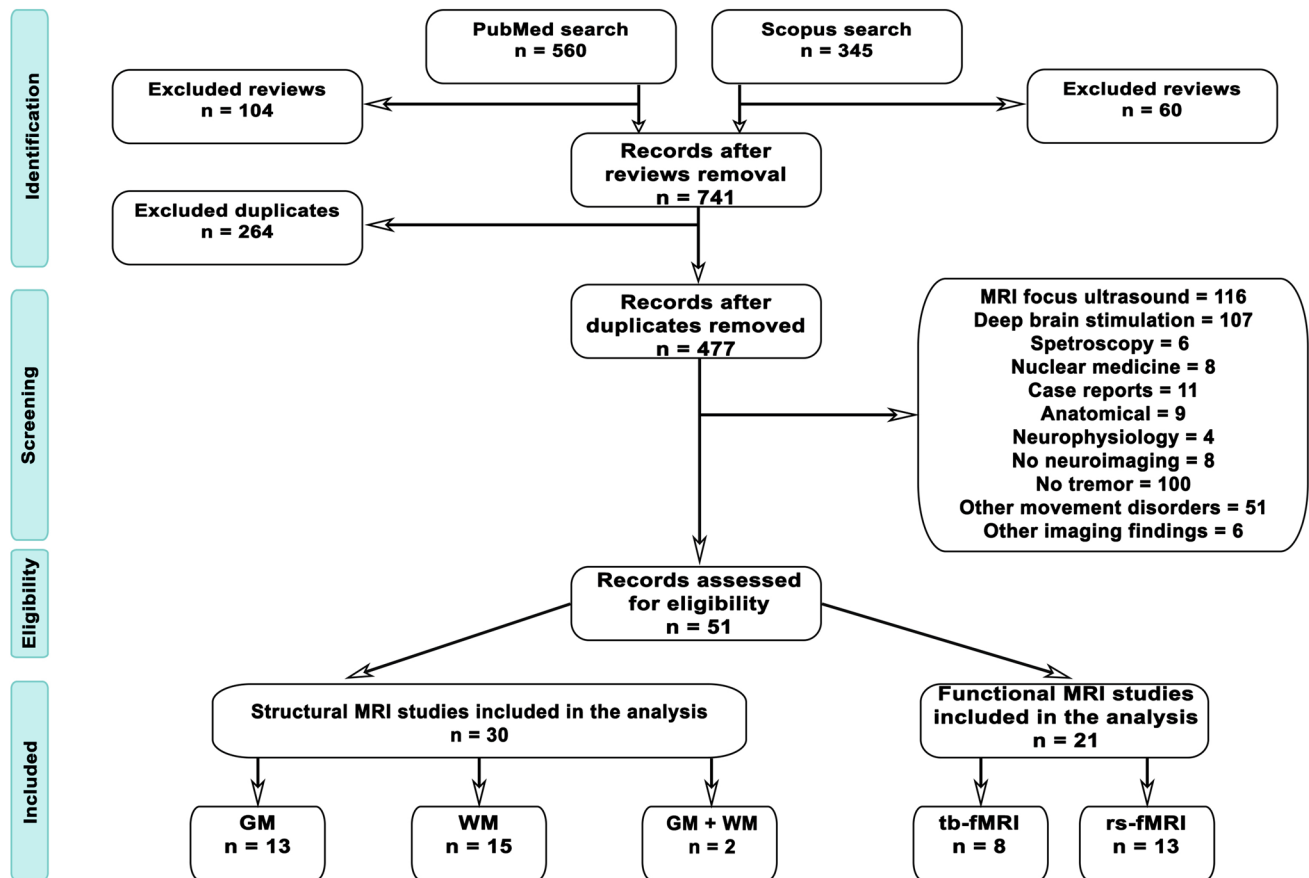 Identification
PubMed search
n = 560
Scopus search
n = 345
Excluded reviews
n = 104
Excluded reviews
n = 60
Records after
reviews removal
n = 741
Excluded duplicates
n = 264
Screening
Records after
duplicates removed
n = 477
MRI focus ultrasound = 116
Deep brain stimulation = 107
Spetroscopy = 6
Nuclear medicine = 8
Case reports = 11
Anatomical = 9
Neurophysiology = 4
No neuroimaging = 8
No tremor = 100
Other movement disorders = 51
Other imaging findings = 6
Eligibility
Records assessed
for eligibility
n = 51
Included
Structural MRI studies included in the analysis
n = 30
Functional MRI studies
included in the analysis
n = 21
GM
n = 13
WM
n = 15
GM + WM
n = 2
tb-fMRI
n = 8
rs-fMRI
n = 13